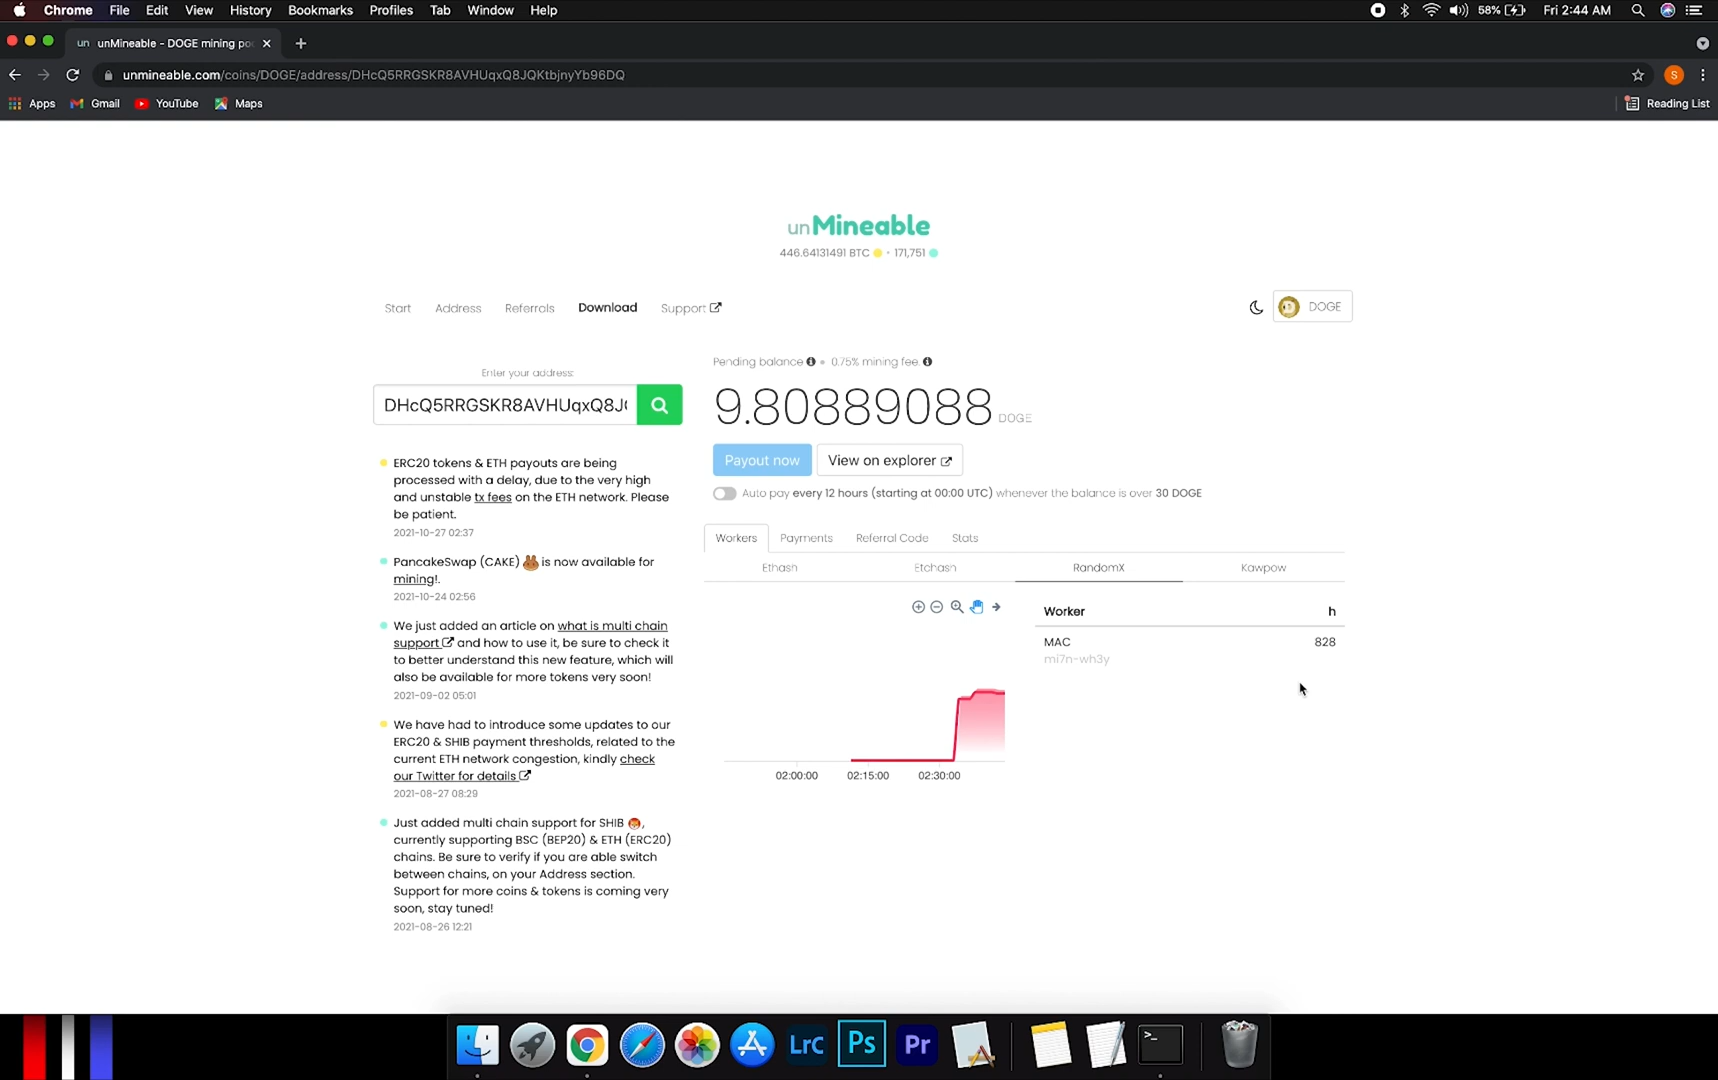 Chrome File Edit View History Bookmarks Profiles Tab Window Help
58% Fri 2:44 AM
un unMineable - DOGE mining poo
unmineable.com/coins/DOGE/address/DHcQ5RRGSKR8AVHUqxQ8JQKtbjnyYb96DQ
S
Apps Gmail YouTube Maps
Reading List
unMineable
446.64131491 BTC • 171,751
Start Address Referrals Download Support
DOGE
Enter your address:
DHcQ5RRGSKR8AVHUqxQ8J
Pending balance • 0.75% mining fee
9.80889088 DOGE
Payout now View on explorer
Auto pay every 12 hours (starting at 00:00 UTC) whenever the balance is over 30 DOGE
ERC20 tokens & ETH payouts are being
processed with a delay, due to the very high
and unstable tx fees on the ETH network. Please
be patient.
2021-10-27 02:37
PancakeSwap (CAKE) is now available for
mining!.
2021-10-24 02:56
We just added an article on what is multi chain
support and how to use it, be sure to check it
to better understand this new feature, which will
also be available for more tokens very soon!
2021-09-02 05:01
We have had to introduce some updates to our
ERC20 & SHIB payment thresholds, related to the
current ETH network congestion, kindly check
our Twitter for details
2021-08-27 08:29
Just added multi chain support for SHIB ,
currently supporting BSC (BEP20) & ETH (ERC20)
chains. Be sure to verify if you are able switch
between chains, on your Address section.
Support for more coins & tokens is coming very
soon, stay tuned!
2021-08-26 12:21
Workers Payments Referral Code Stats
Ethash Etchash RandomX Kawpow
Worker h
MAC 828
mi7n-wh3y
02:00:00 02:15:00 02:30:00
LrC Ps Pr